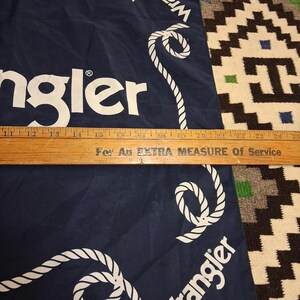 W
angler®
For An EXTRA MEASURE Of Service
angler